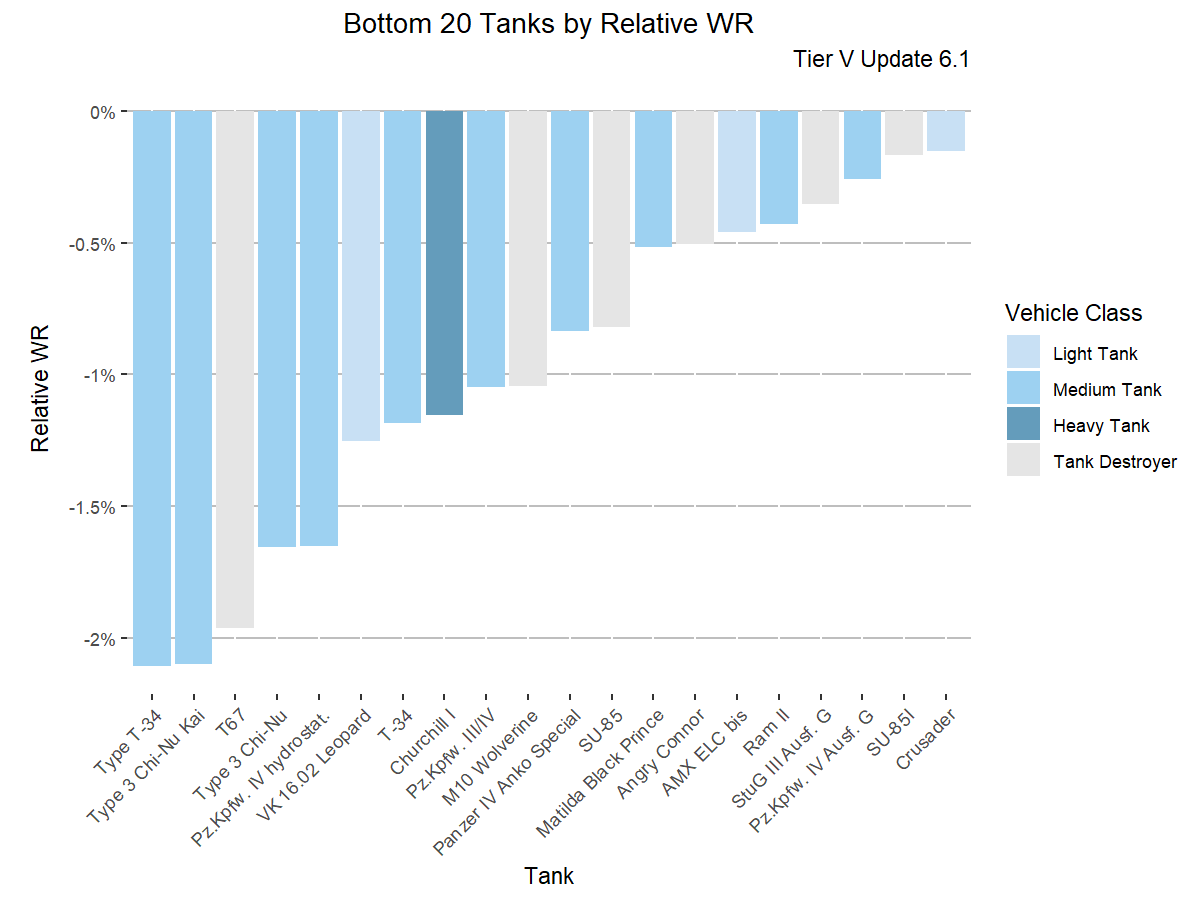 Bottom 20 Tanks by Relative WR
Tier V Update 6.1
0%
-0.5%
-1%
-1.5%
-2%
Relative WR
Type T-34
Type 3 Chi-Nu Kai
T67
Type 3 Chi-Nu
Pz.Kpfw. IV hydrostat.
VK 16.02 Leopard
T-34
Churchill I
Pz.Kpfw. III/IV
M10 Wolverine
Panzer IV Anko Special
SU-85
Matilda Black Prince
Angry Connor
AMX ELC bis
Ram II
StuG III Ausf. G
Pz.Kpfw. IV Ausf. G
SU-85I
Crusader
Tank
Vehicle Class
Light Tank
Medium Tank
Heavy Tank
Tank Destroyer